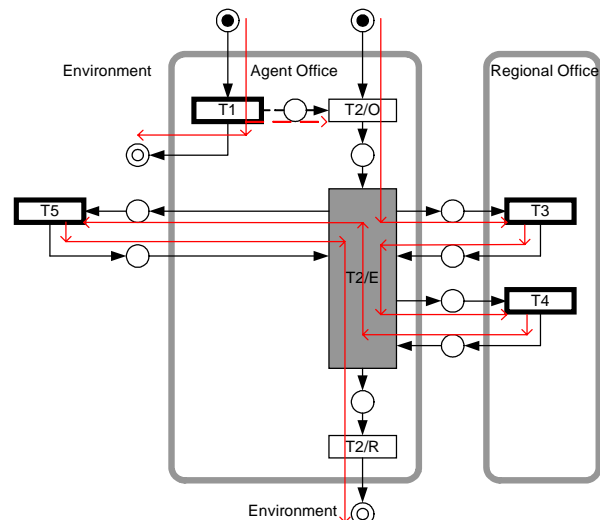 Environment
Agent Office
Regional Office
T1
T2/O
T5
T3
T2/E
T4
T2/R
Environment